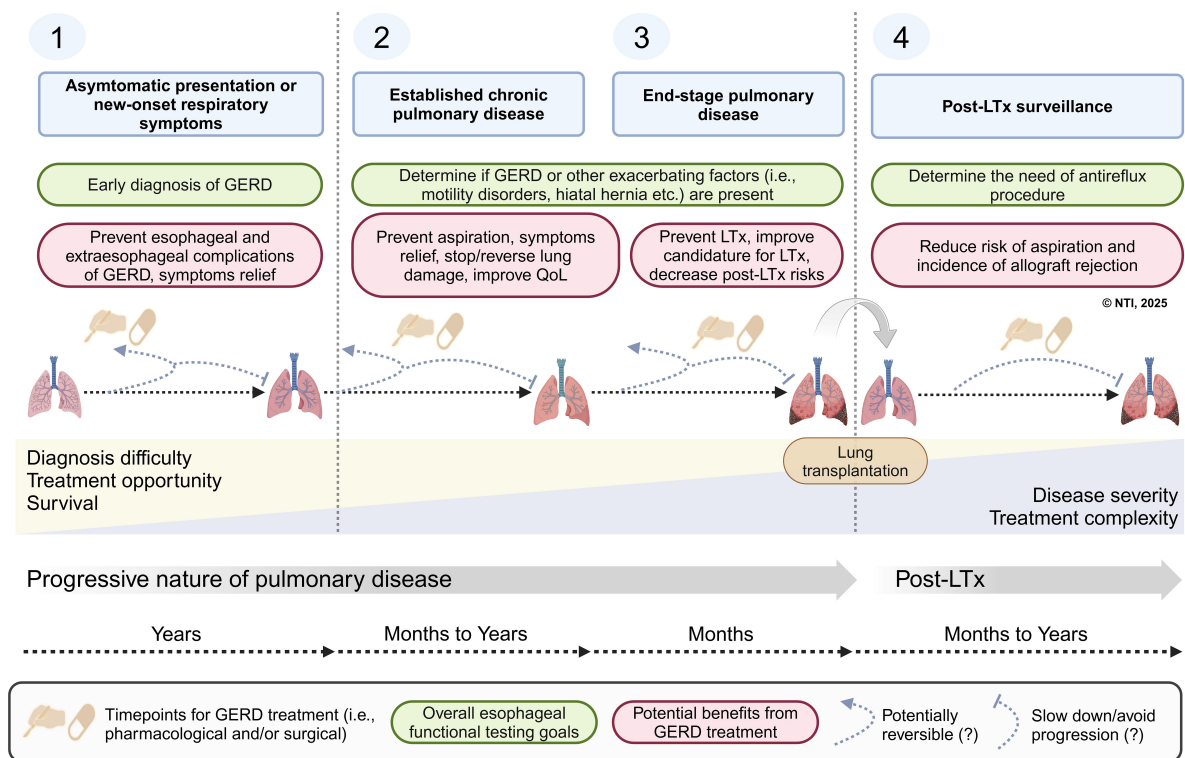 1
2
3
4
Asymtomatic presentation or
new-onset respiratory
symptoms
Established chronic
pulmonary disease
End-stage pulmonary
disease
Post-LTx surveillance
Early diagnosis of GERD
Determine if GERD or other exacerbating factors (i.e.,
motility disorders, hiatal hernia etc.) are present
Determine the need of antireflux
procedure
Prevent esophageal and
extraesophageal complications
of GERD, symptoms relief
Prevent aspiration, symptoms
relief, stop/reverse lung
damage, improve QoL
Prevent LTx, improve
candidature for LTx,
decrease post-LTx risks
Reduce risk of aspiration and
incidence of allograft rejection
© NTI, 2025
Diagnosis difficulty
Treatment opportunity
Survival
Lung
transplantation
Disease severity
Treatment complexity
Progressive nature of pulmonary disease
Post-LTx
Years
Months to Years
Months
Months to Years
Timepoints for GERD treatment (i.e.,
pharmacological and/or surgical)
Overall esophageal
functional testing goals
Potential benefits from
GERD treatment
Potentially
reversible (?)
Slow down/avoid
progression (?)